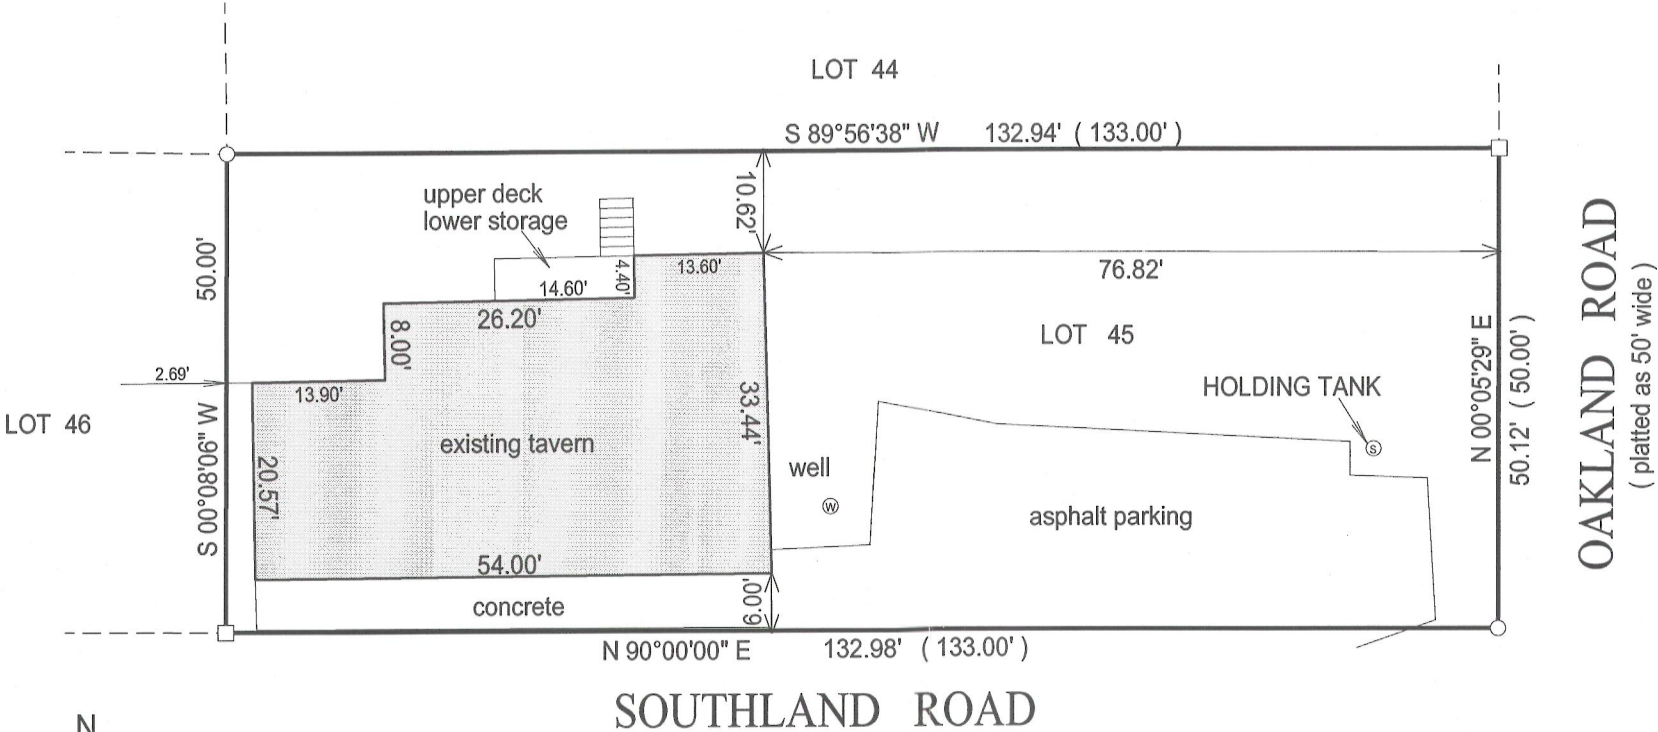 LOT 44
S 89°56'38" W 132.94' ( 133.00' )
upper deck
lower storage
10.62'
50.00'
4.40'
13.60'
14.60'
76.82'
26.20'
8.00'
LOT 45
2.69'
13.90'
33.44'
HOLDING TANK
S
LOT 46
existing tavern
well
W
20.57'
S 00°08'06" W
asphalt parking
54.00'
6.00'
concrete
N 90°00'00" E 132.98' ( 133.00' )
N 00°05'29" E
50.12' ( 50.00' )
OAKLAND ROAD
( platted as 50' wide )
SOUTHLAND ROAD
N